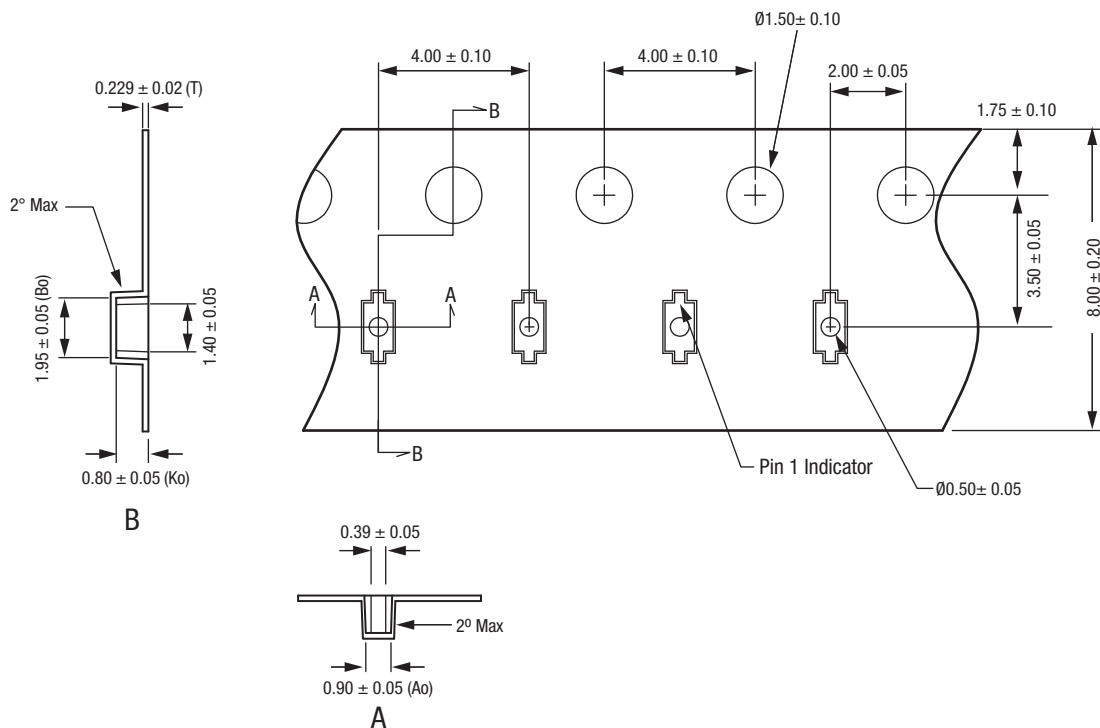 Ø1.50± 0.10
4.00 ± 0.10
4.00 ± 0.10
2.00 ± 0.05
0.229 ± 0.02 (T)
1.75 ± 0.10
B
2° Max
3.50 ± 0.05
8.00 ± 0.20
A
A
1.95 ± 0.05 (Bo)
1.40 ± 0.05
B
Pin 1 Indicator
0.80 ± 0.05 (Ko)
Ø0.50± 0.05
B
0.39 ± 0.05
2º Max
0.90 ± 0.05 (Ao)
A